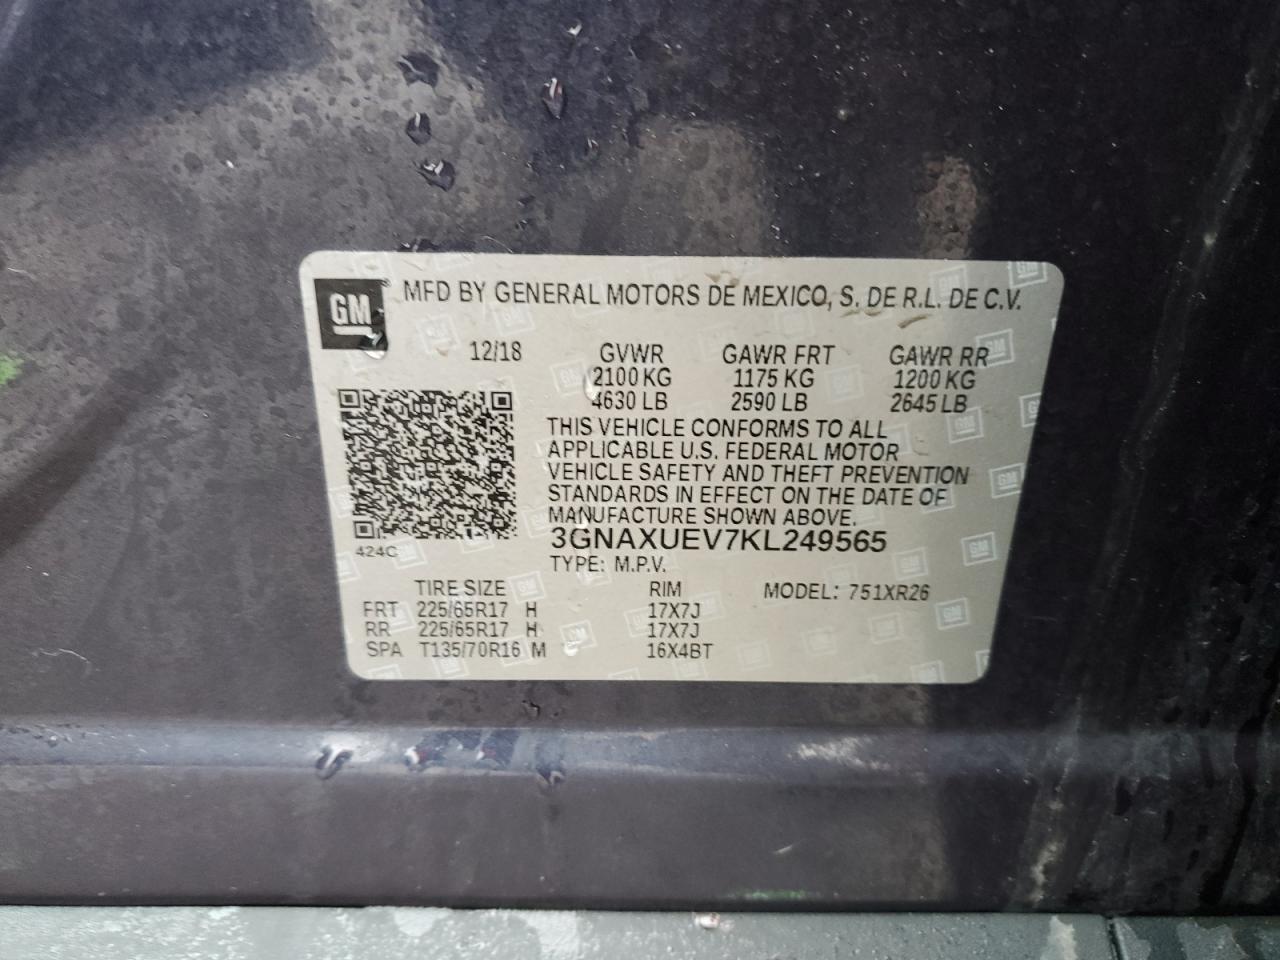 GM
MFD BY GENERAL MOTORS DE MEXICO, S. DE R.L. DE C.V.
12/18 GVWR GAWR FRT GAWR RR
2100 KG 1175 KG 1200 KG
4630 LB 2590 LB 2645 LB
THIS VEHICLE CONFORMS TO ALL
APPLICABLE U.S. FEDERAL MOTOR
VEHICLE SAFETY AND THEFT PREVENTION
STANDARDS IN EFFECT ON THE DATE OF
MANUFACTURE SHOWN ABOVE.
424C 3GNAXUEV7KL249565
TYPE: M.P.V.
TIRE SIZE RIM MODEL: 751XR26
FRT 225/65R17 H 17X7J
RR 225/65R17 H 17X7J
SPA T135/70R16 M 16X4BT